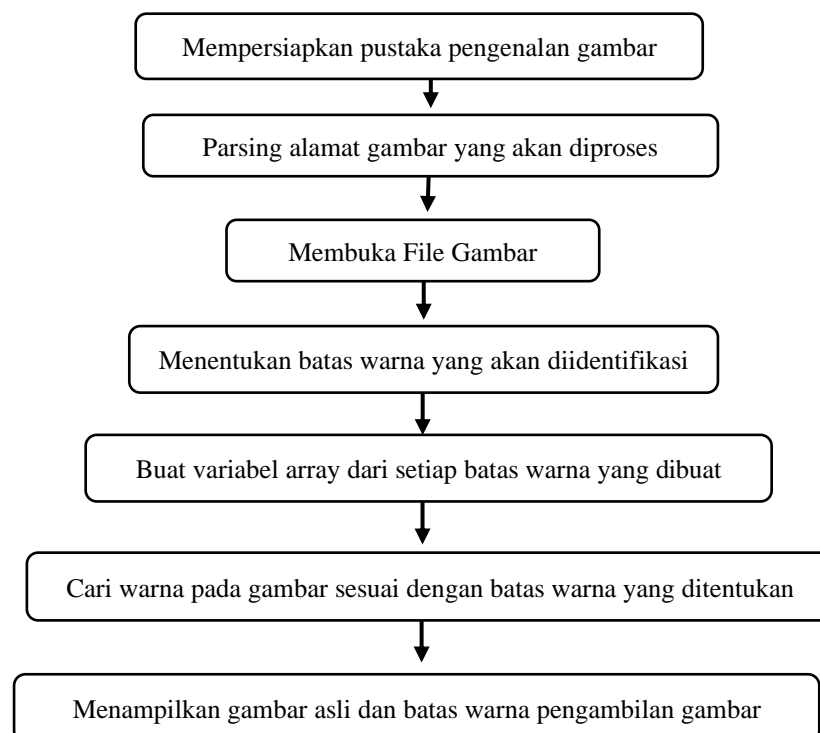 Mempersiapkan pustaka pengenalan gambar
Parsing alamat gambar yang akan diproses
Membuka File Gambar
Menentukan batas warna yang akan diidentifikasi
Buat variabel array dari setiap batas warna yang dibuat
Cari warna pada gambar sesuai dengan batas warna yang ditentukan
Menampilkan gambar asli dan batas warna pengambilan gambar